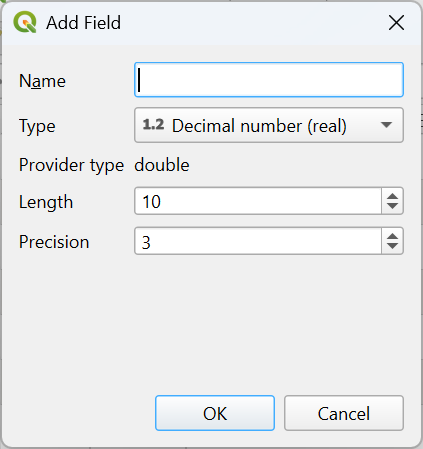 Add Field
Name
Type 1.2 Decimal number (real)
Provider type double
Length 10
Precision 3
OK Cancel